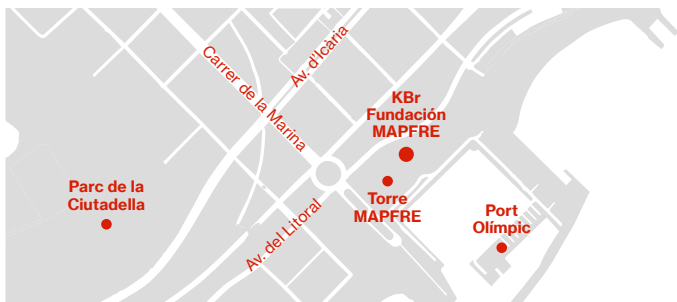 Carrer de la Marina
Av. d'Icària
KBr
Fundación
MAPFRE
Parc de la
Ciutadella
Torre
MAPFRE
Av. del Litoral
Port
Olímpic